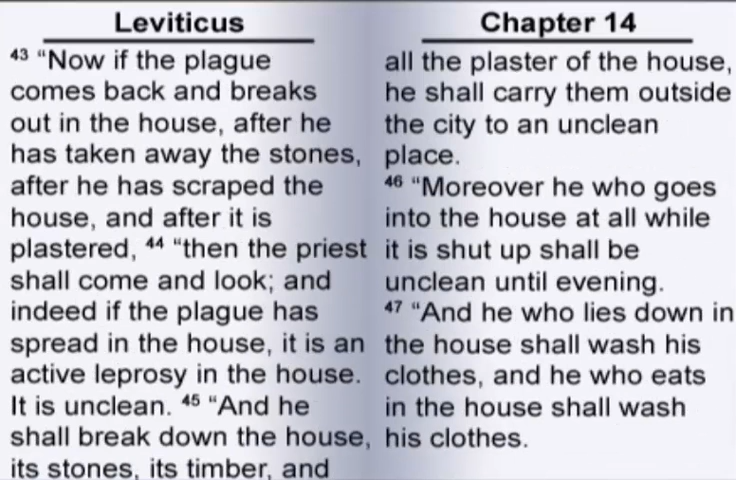 Leviticus
⁴³ "Now if the plague
comes back and breaks
out in the house, after he
has taken away the stones,
after he has scraped the
house, and after it is
plastered, ⁴⁴ "then the priest
shall come and look; and
indeed if the plague has
spread in the house, it is an
active leprosy in the house.
It is unclean. ⁴⁵ "And he
shall break down the house,
its stones, its timber, and
Chapter 14
all the plaster of the house,
he shall carry them outside
the city to an unclean
place.
⁴⁶ "Moreover he who goes
into the house at all while
it is shut up shall be
unclean until evening.
⁴⁷ "And he who lies down in
the house shall wash his
clothes, and he who eats
in the house shall wash
his clothes.